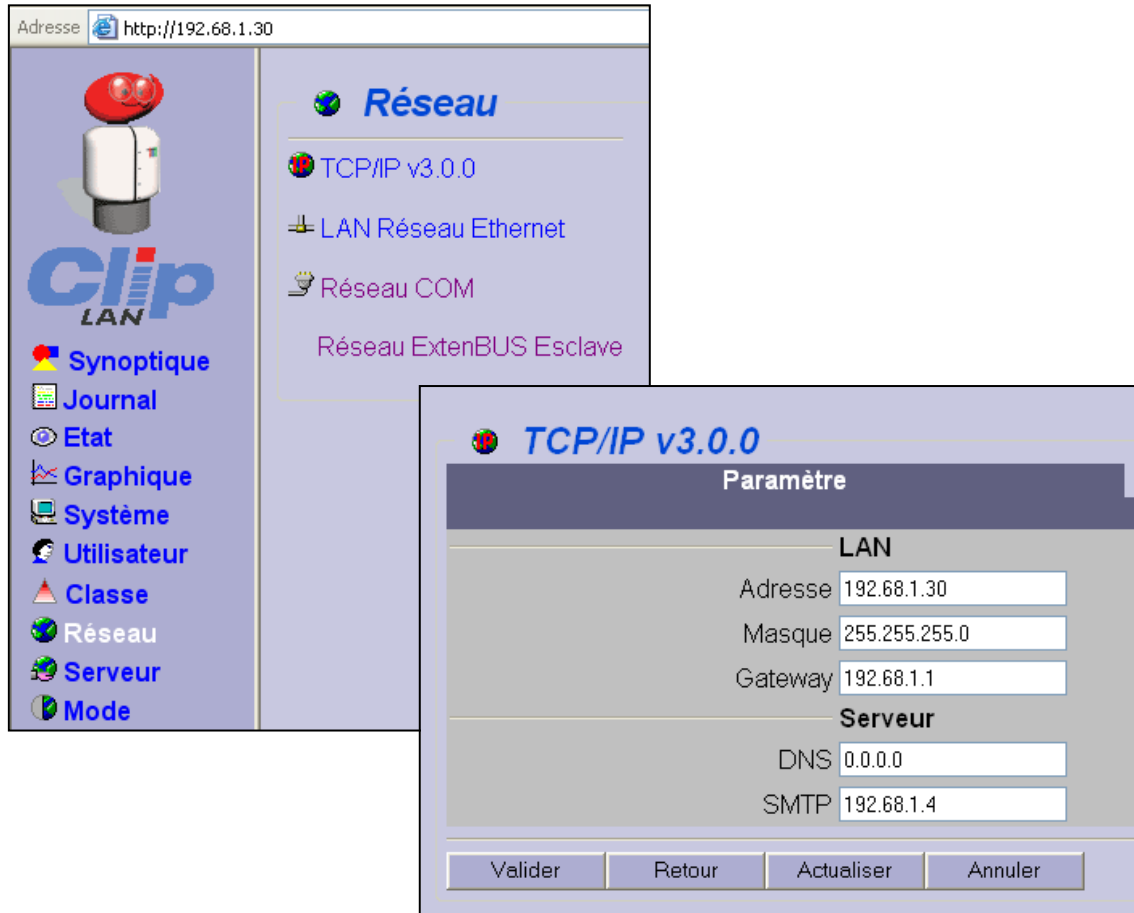 Adresse http://192.68.1.30
Clip
LAN
Synoptique
Journal
Etat
Graphique
Système
Utilisateur
Classe
Réseau
Serveur
Mode
Réseau
IP TCP/IP v3.0.0
LAN Réseau Ethernet
Réseau COM
Réseau ExtenBUS Esclave
IP TCP/IP v3.0.0
Paramètre
LAN
Adresse 192.68.1.30
Masque 255.255.255.0
Gateway 192.68.1.1
Serveur
DNS 0.0.0.0
SMTP 192.68.1.4
Valider Retour Actualiser Annuler